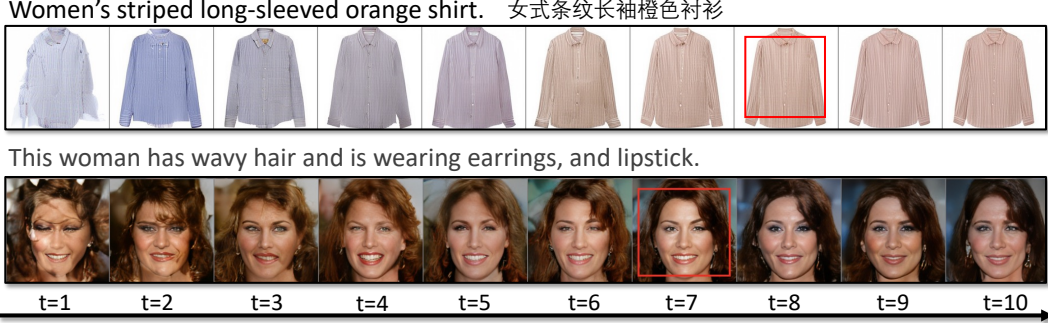 Women's striped long-sleeved orange shirt. 女式条纹长袖橙色衬衫
This woman has wavy hair and is wearing earrings, and lipstick.
t=1 t=2 t=3 t=4 t=5 t=6 t=7 t=8 t=9 t=10